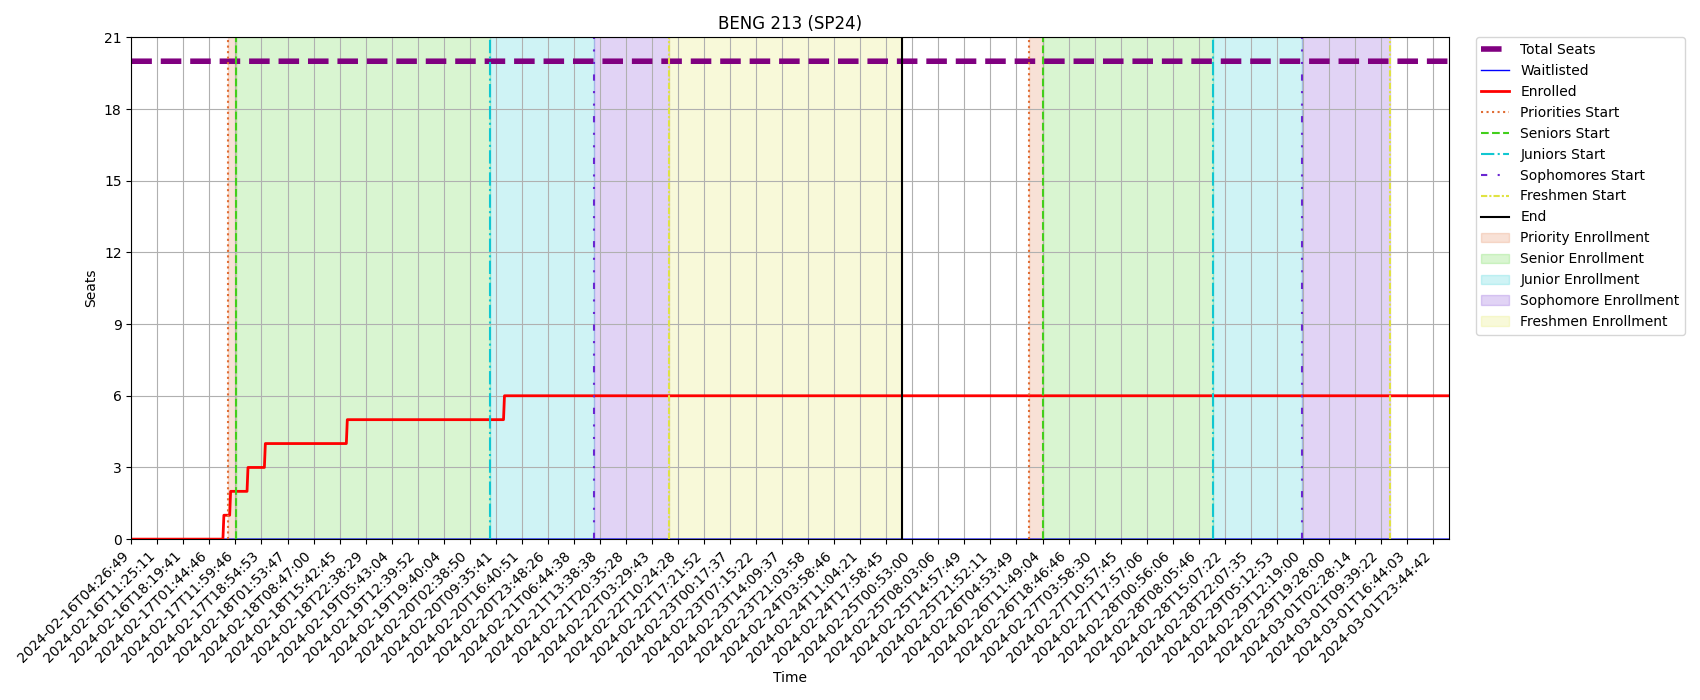 BENG 213 (SP24)
21
18
15
12
9
6
3
0
Seats
2024-02-16T04:26:49
2024-02-16T11:25:11
2024-02-16T18:19:41
2024-02-17T01:44:46
2024-02-17T11:59:46
2024-02-17T18:54:53
2024-02-18T01:53:47
2024-02-18T08:47:00
2024-02-18T15:42:45
2024-02-18T22:38:29
2024-02-19T05:43:04
2024-02-19T12:39:52
2024-02-19T19:40:04
2024-02-20T02:38:50
2024-02-20T09:35:41
2024-02-20T16:40:51
2024-02-20T23:48:26
2024-02-21T06:44:38
2024-02-21T13:38:38
2024-02-21T20:35:28
2024-02-22T03:29:43
2024-02-22T10:24:28
2024-02-22T17:21:52
2024-02-23T00:17:37
2024-02-23T07:15:22
2024-02-23T14:09:37
2024-02-23T21:03:58
2024-02-24T03:58:46
2024-02-24T11:04:21
2024-02-24T17:58:45
2024-02-25T00:53:00
2024-02-25T08:03:06
2024-02-25T14:57:49
2024-02-25T21:52:11
2024-02-26T04:53:49
2024-02-26T11:49:04
2024-02-26T18:46:46
2024-02-27T03:58:30
2024-02-27T10:57:45
2024-02-27T17:57:06
2024-02-28T00:56:06
2024-02-28T08:05:46
2024-02-28T15:07:22
2024-02-28T22:07:35
2024-02-29T05:12:53
2024-02-29T12:19:00
2024-02-29T19:28:00
2024-03-01T02:28:14
2024-03-01T09:39:22
2024-03-01T16:44:03
2024-03-01T23:44:42
Time
Total Seats
Waitlisted
Enrolled
Priorities Start
Seniors Start
Juniors Start
Sophomores Start
Freshmen Start
End
Priority Enrollment
Senior Enrollment
Junior Enrollment
Sophomore Enrollment
Freshmen Enrollment